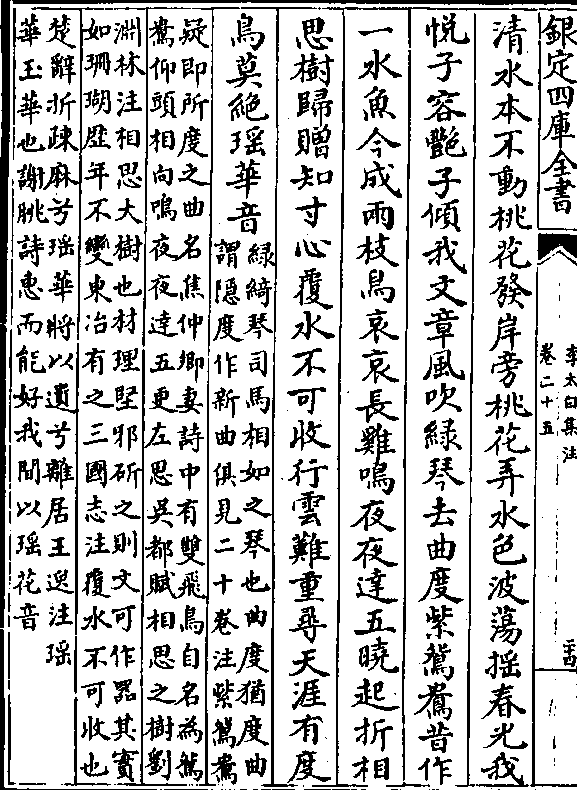 欽定四庫全書
李太白集注
卷二十五
清水本不動桃花發岸旁桃花弄水色波蕩揺春光我
悦子容艷子傾我文章風吹緑琴去曲度紫鴛鴦昔作
一水魚今成兩枝鳥哀哀長雞鳴夜夜達五曉起折相
思樹歸贈知寸心覆水不可收行雲難重尋天涯有度
鳥莫絶瑶華音
緑綺琴司馬相如之琴也曲度猶度曲
謂隠度作新曲俱見二十卷注紫鴛鴦
疑即所度之曲名焦仲卿妻詩中有雙飛鳥自名為鴛
鴦仰頭相向鳴夜夜達五更左思吳都賦相思之樹劉
淵林注相思大樹也材理堅邪斫之則文可作器其實
如珊瑚歴年不變東冶有之三國志注覆水不可收也
楚辭折疎麻兮瑶華將以遺兮離居王逸注瑶
華玉華也謝朓詩惠而能好我問以瑶花音